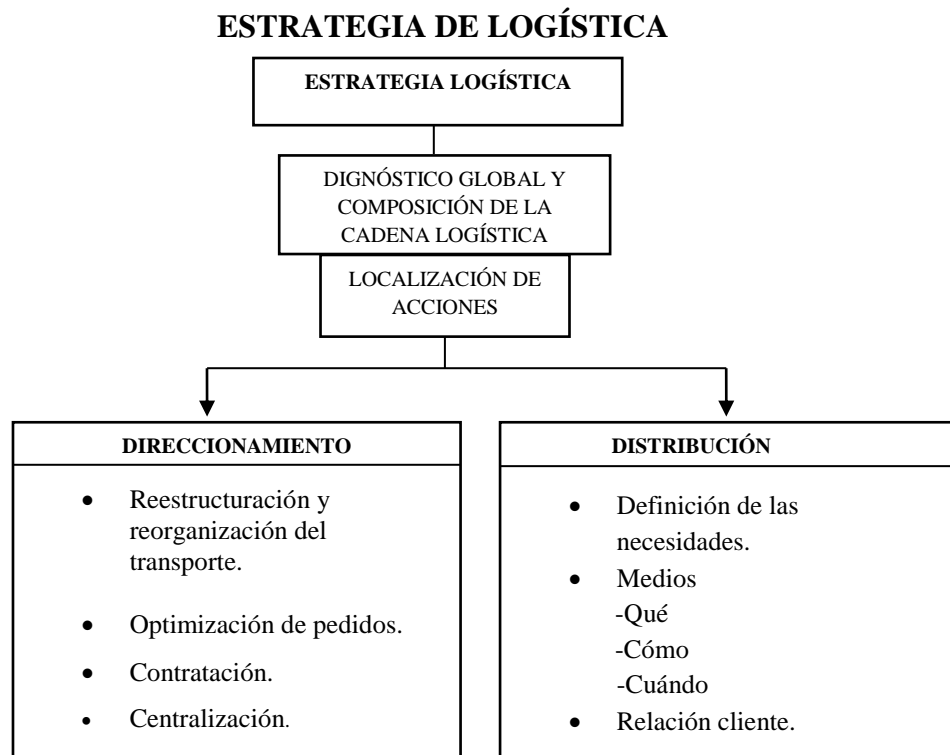 ESTRATEGIA DE LOGÍSTICA
ESTRATEGIA LOGÍSTICA
DIGNÓSTICO GLOBAL Y
COMPOSICIÓN DE LA
CADENA LOGÍSTICA
LOCALIZACIÓN DE
ACCIONES
DIRECCIONAMIENTO
• Reestructuración y
reorganización del
transporte.
• Optimización de pedidos.
• Contratación.
• Centralización.
DISTRIBUCIÓN
• Definición de las
necesidades.
• Medios
-Qué
-Cómo
-Cuándo
• Relación cliente.